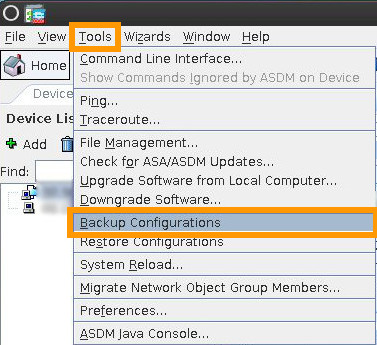 File View Tools Wizards Window Help
Home
Command Line Interface...
Show Commands Ignored by ASDM on Device
Device
Ping...
Traceroute...
Device Lis
Add
File Management...
Check for ASA/ASDM Updates...
Find:
Upgrade Software from Local Computer...
Downgrade Software...
Backup Configurations
Restore Configurations
System Reload...
Migrate Network Object Group Members...
Preferences...
ASDM Java Console...